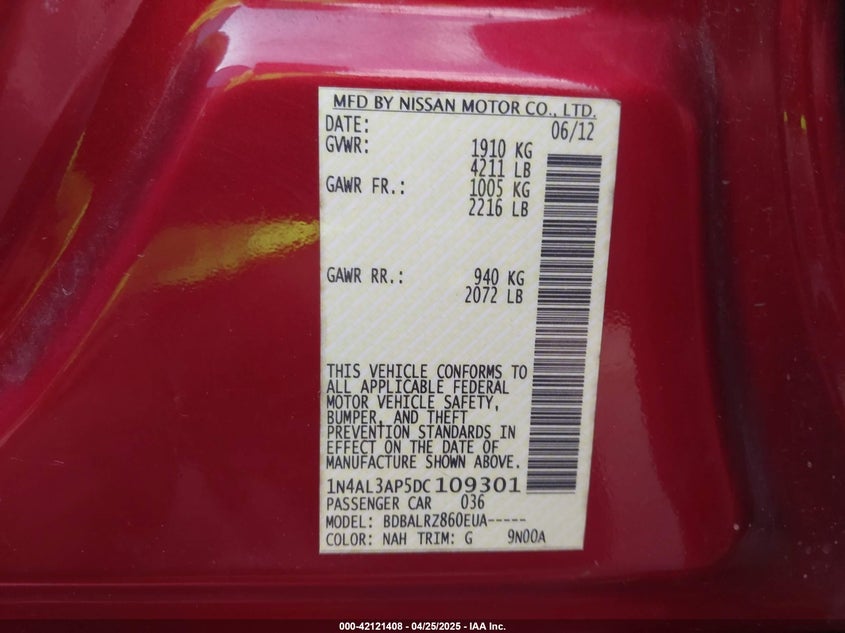 MFD BY NISSAN MOTOR CO., LTD.
DATE: 06/12
GVWR: 1910 KG
4211 LB
GAWR FR.: 1005 KG
2216 LB
GAWR RR.: 940 KG
2072 LB
THIS VEHICLE CONFORMS TO
ALL APPLICABLE FEDERAL
MOTOR VEHICLE SAFETY,
BUMPER, AND THEFT
PREVENTION STANDARDS IN
EFFECT ON THE DATE OF
MANUFACTURE SHOWN ABOVE.
1N4AL3AP5DC109301
PASSENGER CAR 036
MODEL: BDBALRZ860EUA-----
COLOR: NAH TRIM: G 9N00A
000-42121408 - 04/25/2025 - IAA Inc.